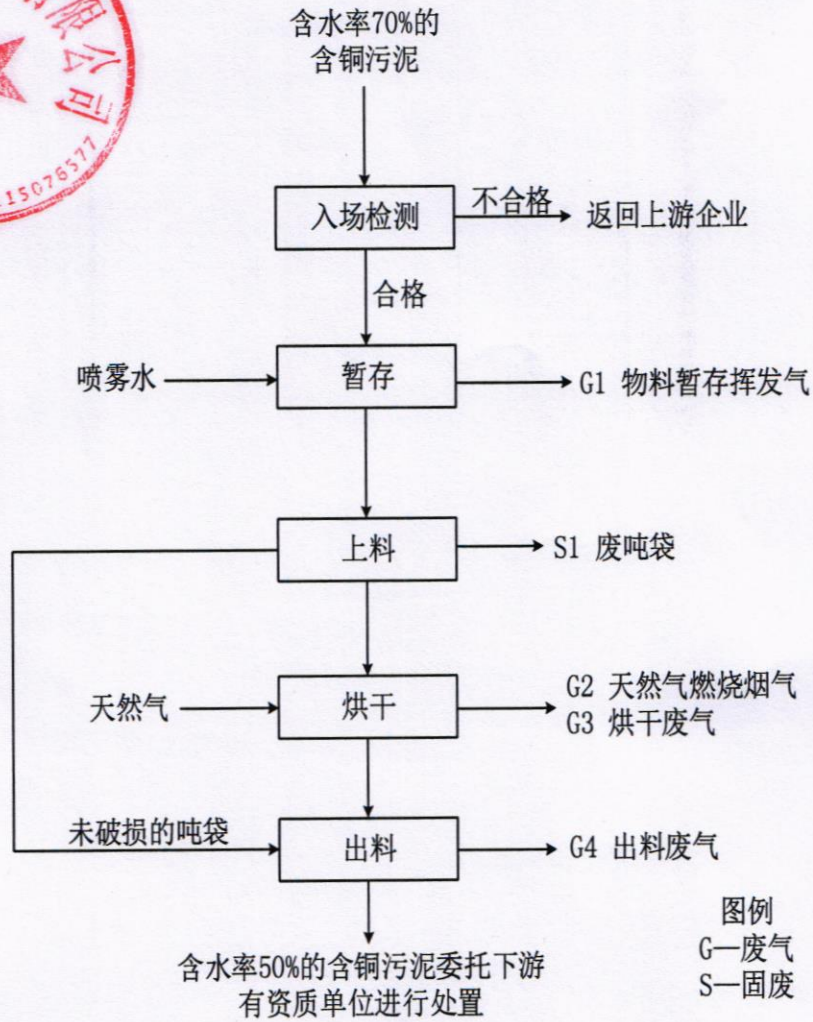 含水率70%的
含铜污泥
入场检测
不合格
返回上游企业
合格
喷雾水
暂存
G1 物料暂存挥发气
上料
S1 废吨袋
天然气
烘干
G2 天然气燃烧烟气
G3 烘干废气
未破损的吨袋
出料
G4 出料废气
含水率50%的含铜污泥委托下游
有资质单位进行处置
图例
G—废气
S—固废
限公司
15076577